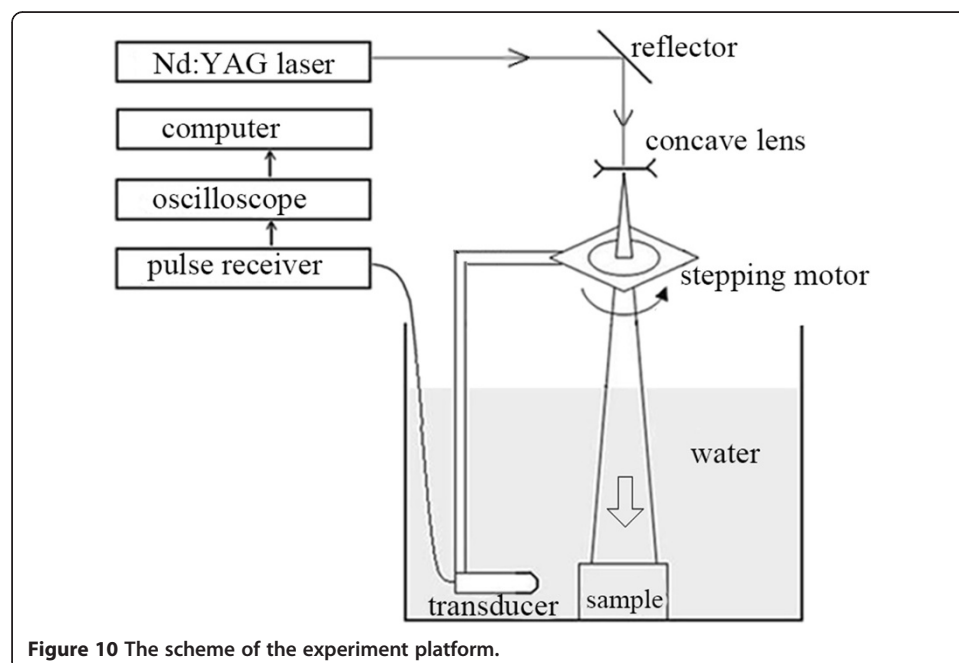 Nd:YAG laser
reflector
computer
concave lens
oscilloscope
pulse receiver
stepping motor
water
transducer
sample
Figure 10 The scheme of the experiment platform.